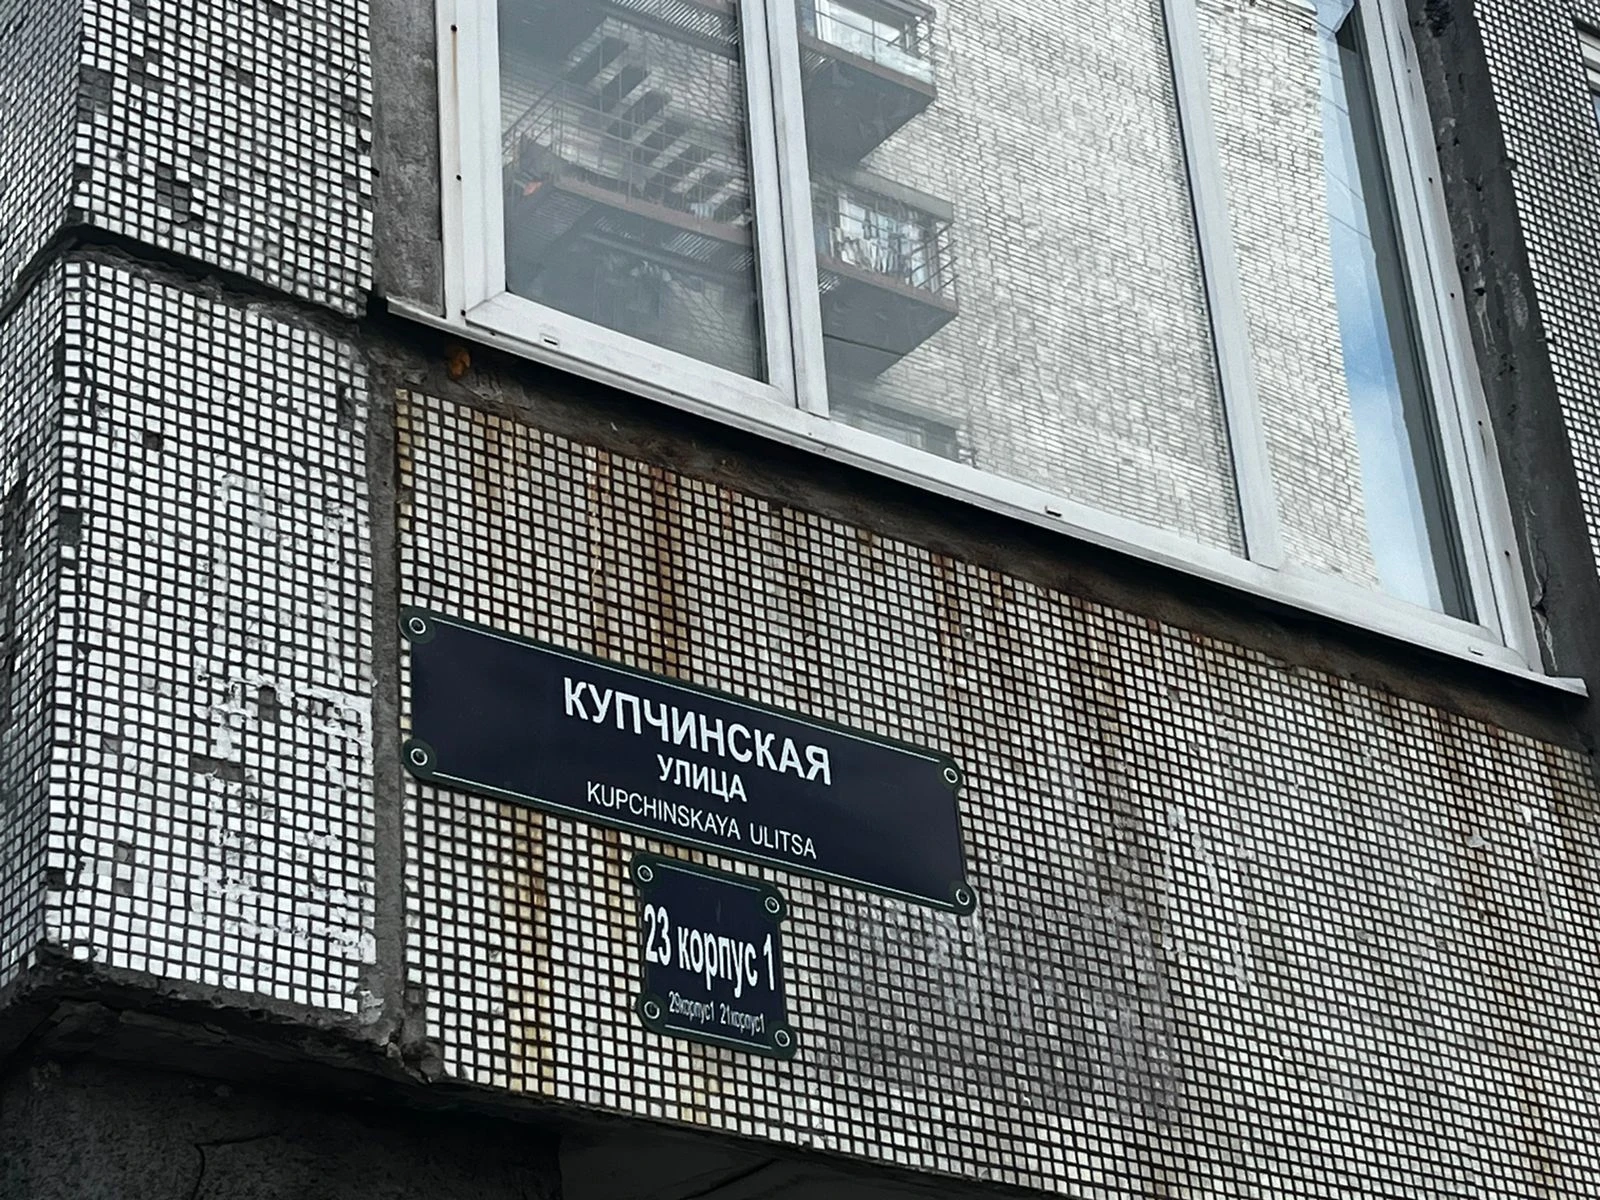 КУПЧИНСКАЯ
УЛИЦА
KUPCHINSKAYA ULITSA
23 корпус 1
29корпус1 21корпус1